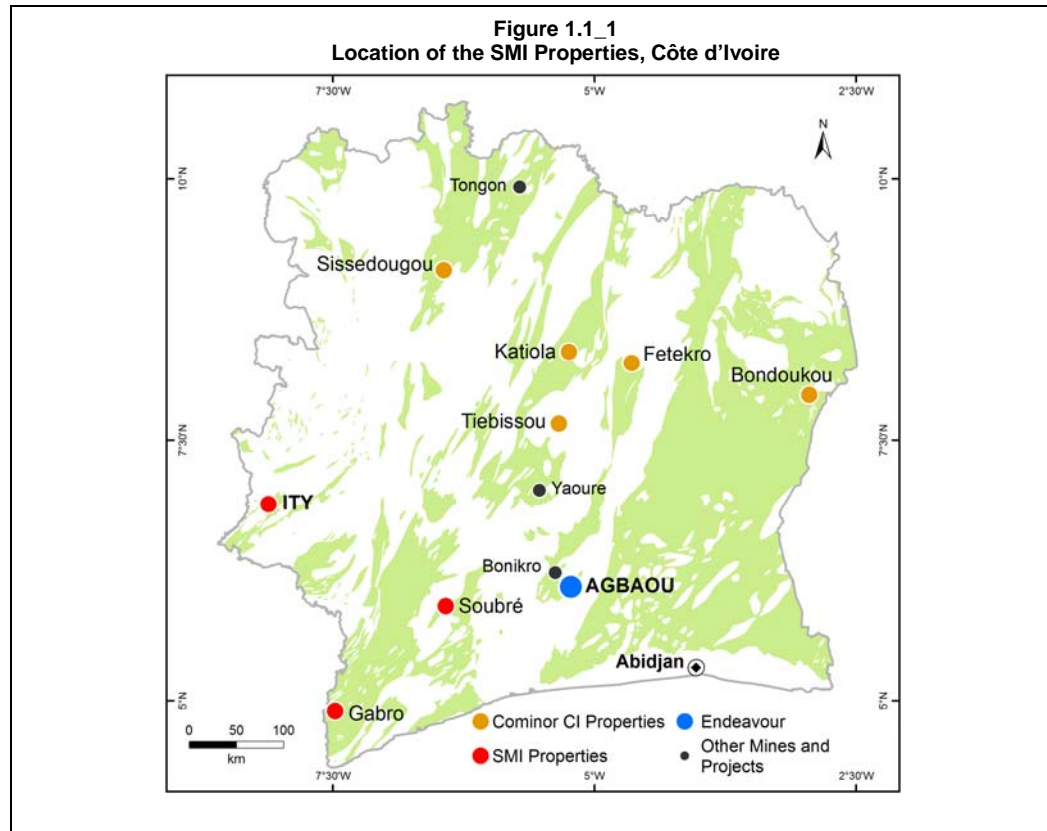 Figure 1.1_1
Location of the SMI Properties, Côte d'Ivoire
7°30'W
5°W
2°30'W
N
10°N
10°N
Tongon
Sissedougou
Katiola
Fetekro
Bondoukou
Tiebissou
7°30'N
7°30'N
Yaoure
ITY
Bonikro
AGBAOU
Soubré
Abidjan
5°N
5°N
Gabro
Cominor CI Properties
Endeavour
SMI Properties
Other Mines and
Projects
0 50 100
km
7°30'W
5°W
2°30'W